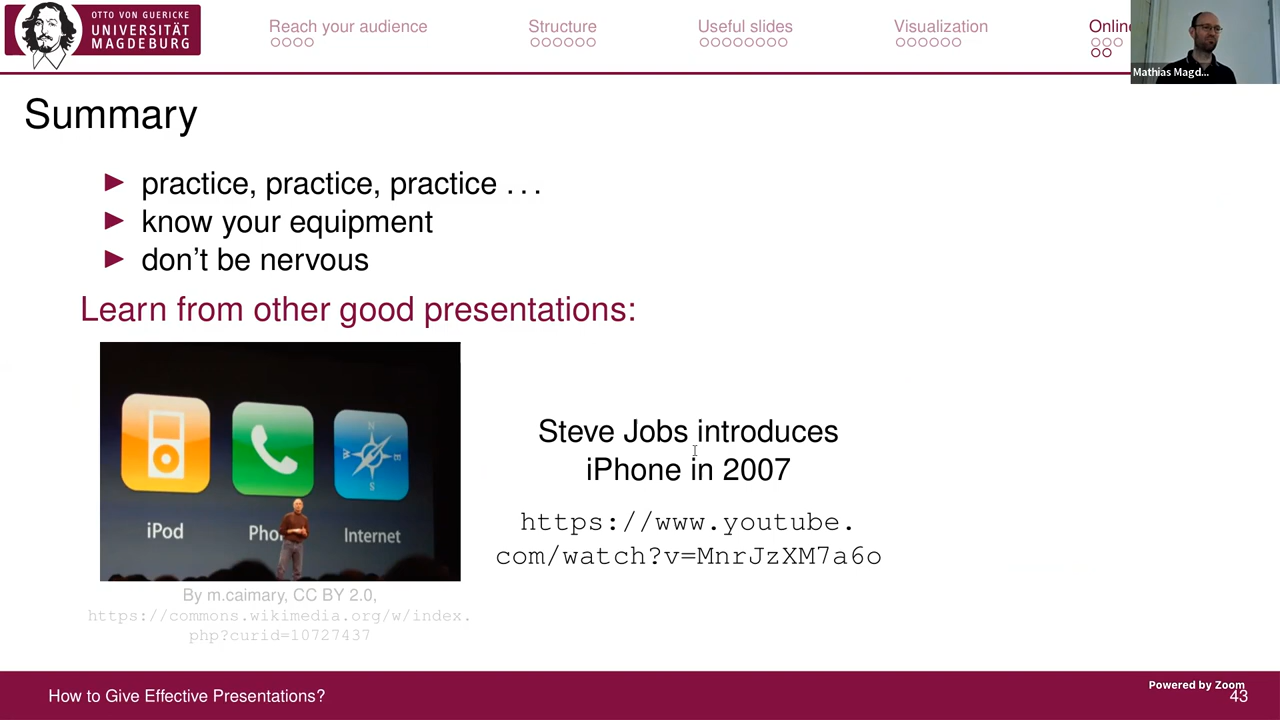 OTTO VON GUERICKE
UNIVERSITÄT
MAGDEBURG
Reach your audience
Structure
Useful slides
Visualization
Online
Mathias Magd...
Summary
practice, practice, practice ...
know your equipment
don't be nervous
Learn from other good presentations:
iPod
Pho
Internet
N
W
E
S
Steve Jobs introduces
iPhone in 2007
https://www.youtube.
com/watch?v=MnrJzXM7a6o
By m.caimary, CC BY 2.0,
https://commons.wikimedia.org/w/index.
php?curid=10727437
How to Give Effective Presentations?
Powered by Zoom
43